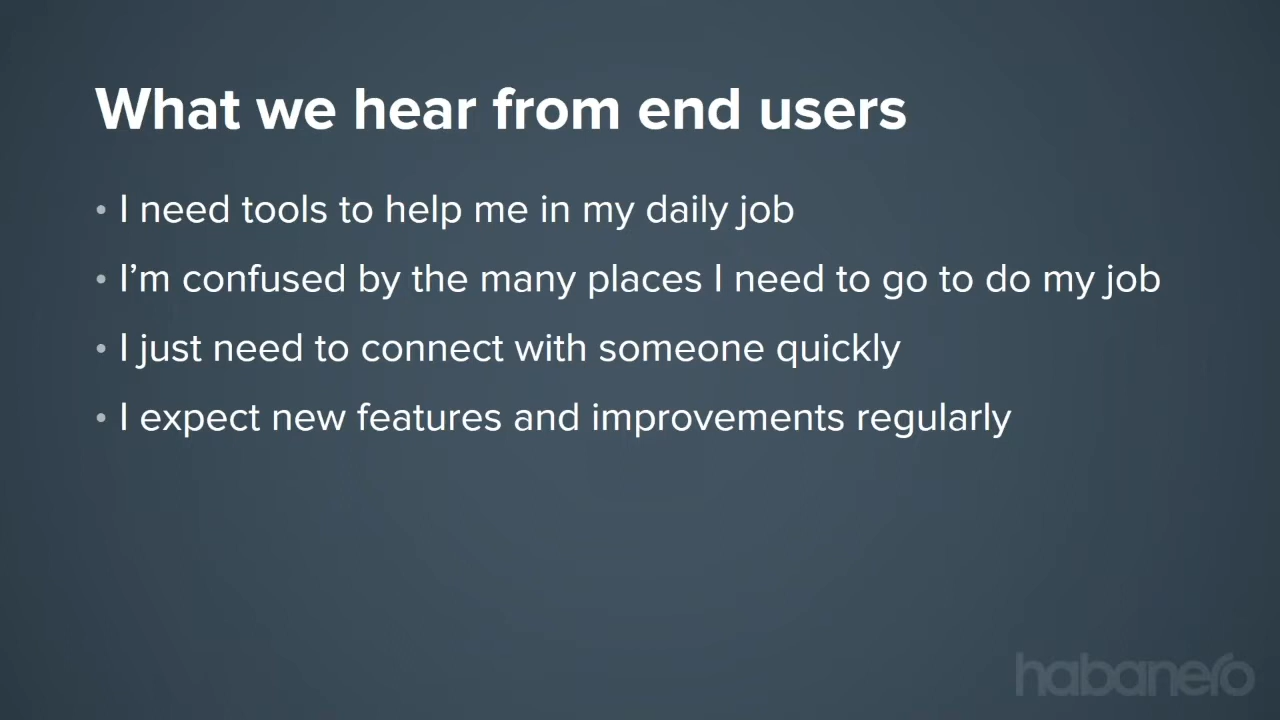 What we hear from end users
• I need tools to help me in my daily job
• I’m confused by the many places I need to go to do my job
• I just need to connect with someone quickly
• I expect new features and improvements regularly
habanero